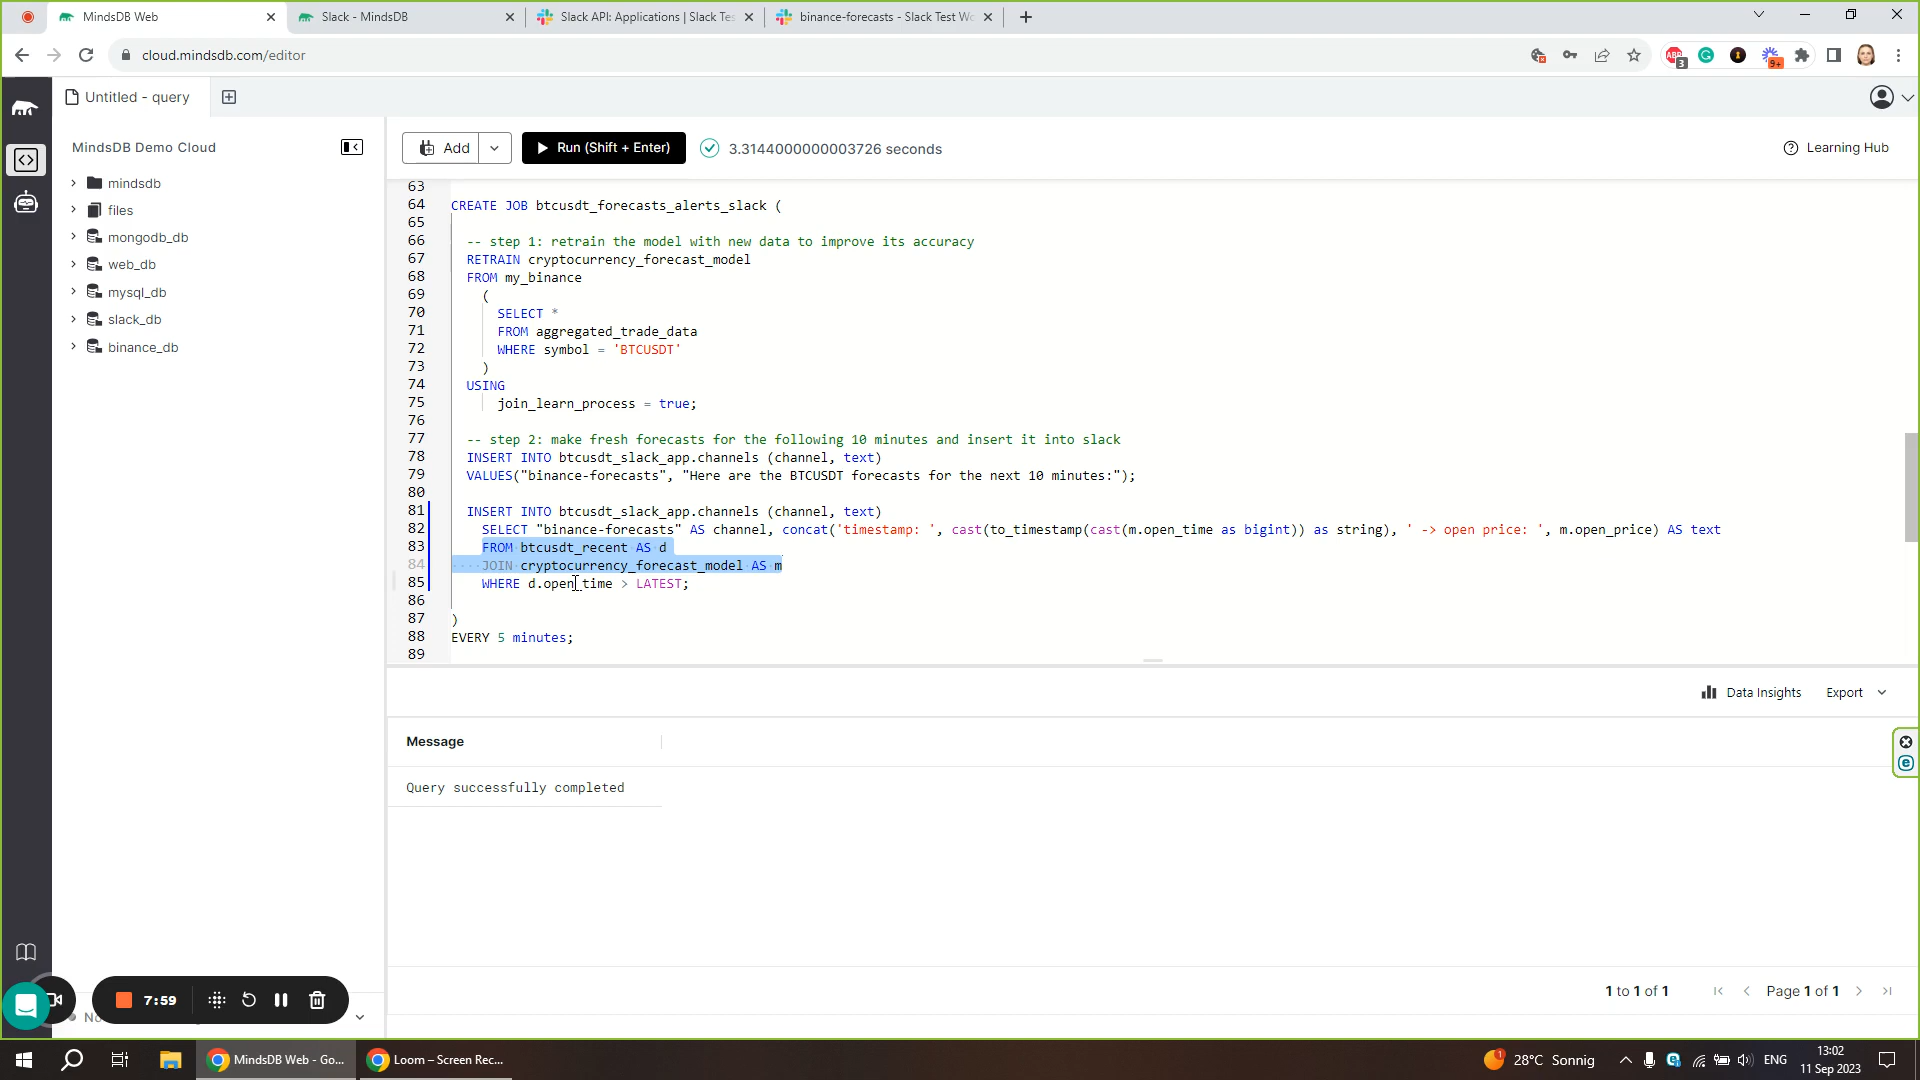 MindsDB Web
Slack - MindsDB
Slack API: Applications | Slack Tes
binance-forecasts - Slack Test Wo
cloud.mindsdb.com/editor
ABP
3
9+
Untitled - query
MindsDB Demo Cloud
Add
Run (Shift + Enter)
3.3144000000003726 seconds
Learning Hub
mindsdb
files
mongodb_db
web_db
mysql_db
slack_db
binance_db
63
64 CREATE JOB btcusdt_forecasts_alerts_slack (
65
66 -- step 1: retrain the model with new data to improve its accuracy
67 RETRAIN cryptocurrency_forecast_model
68 FROM my_binance
69 (
70 SELECT *
71 FROM aggregated_trade_data
72 WHERE symbol = 'BTCUSDT'
73 )
74 USING
75 join_learn_process = true;
76
77 -- step 2: make fresh forecasts for the following 10 minutes and insert it into slack
78 INSERT INTO btcusdt_slack_app.channels (channel, text)
79 VALUES("binance-forecasts", "Here are the BTCUSDT forecasts for the next 10 minutes:");
80
81 INSERT INTO btcusdt_slack_app.channels (channel, text)
82 SELECT "binance-forecasts" AS channel, concat('timestamp: ', cast(to_timestamp(cast(m.open_time as bigint)) as string), ' -> open price: ', m.open_price) AS text
83 FROM btcusdt_recent AS d
84 JOIN cryptocurrency_forecast_model AS m
85 WHERE d.open_time > LATEST;
86
87 )
88 EVERY 5 minutes;
89
Data Insights
Export
Message
Query successfully completed
1 to 1 of 1
Page 1 of 1
7:59
MindsDB Web - Go...
Loom – Screen Rec...
1
28°C Sonnig
ENG
13:02
11 Sep 2023